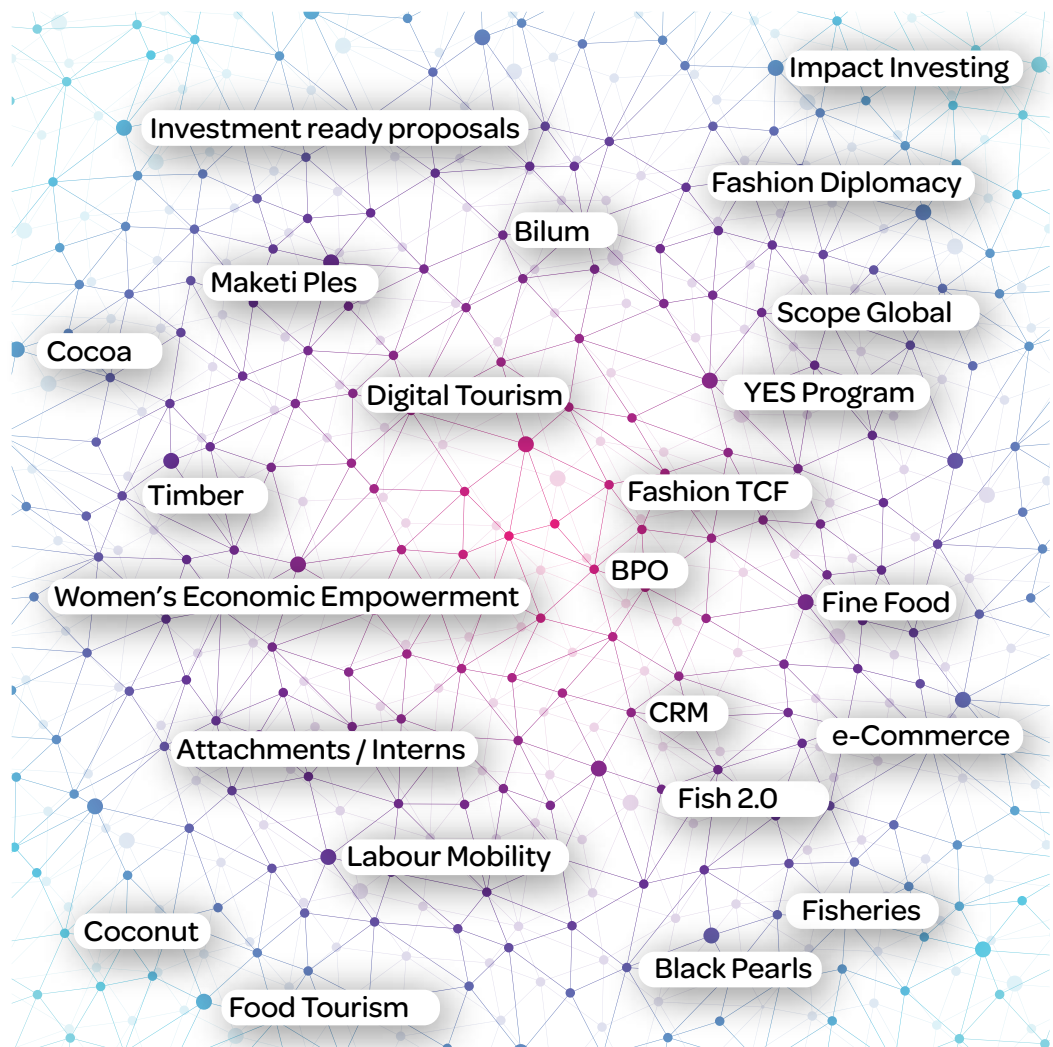 Impact Investing
Investment ready proposals
Fashion Diplomacy
Bilum
Maketi Ples
Scope Global
Cocoa
Digital Tourism
YES Program
Timber
Fashion TCF
BPO
Women’s Economic Empowerment
Fine Food
CRM
e-Commerce
Attachments / Interns
Fish 2.0
Labour Mobility
Fisheries
Coconut
Black Pearls
Food Tourism